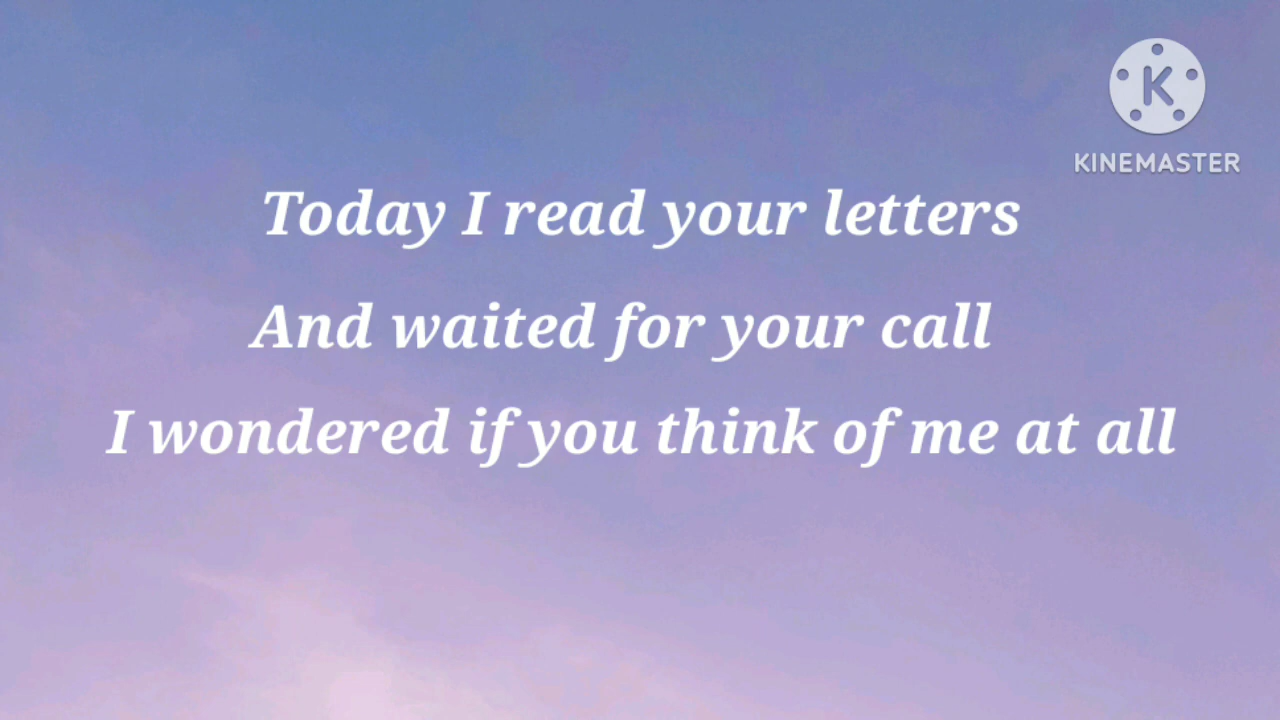 K
KINEMASTER
Today I read your letters
And waited for your call
I wondered if you think of me at all